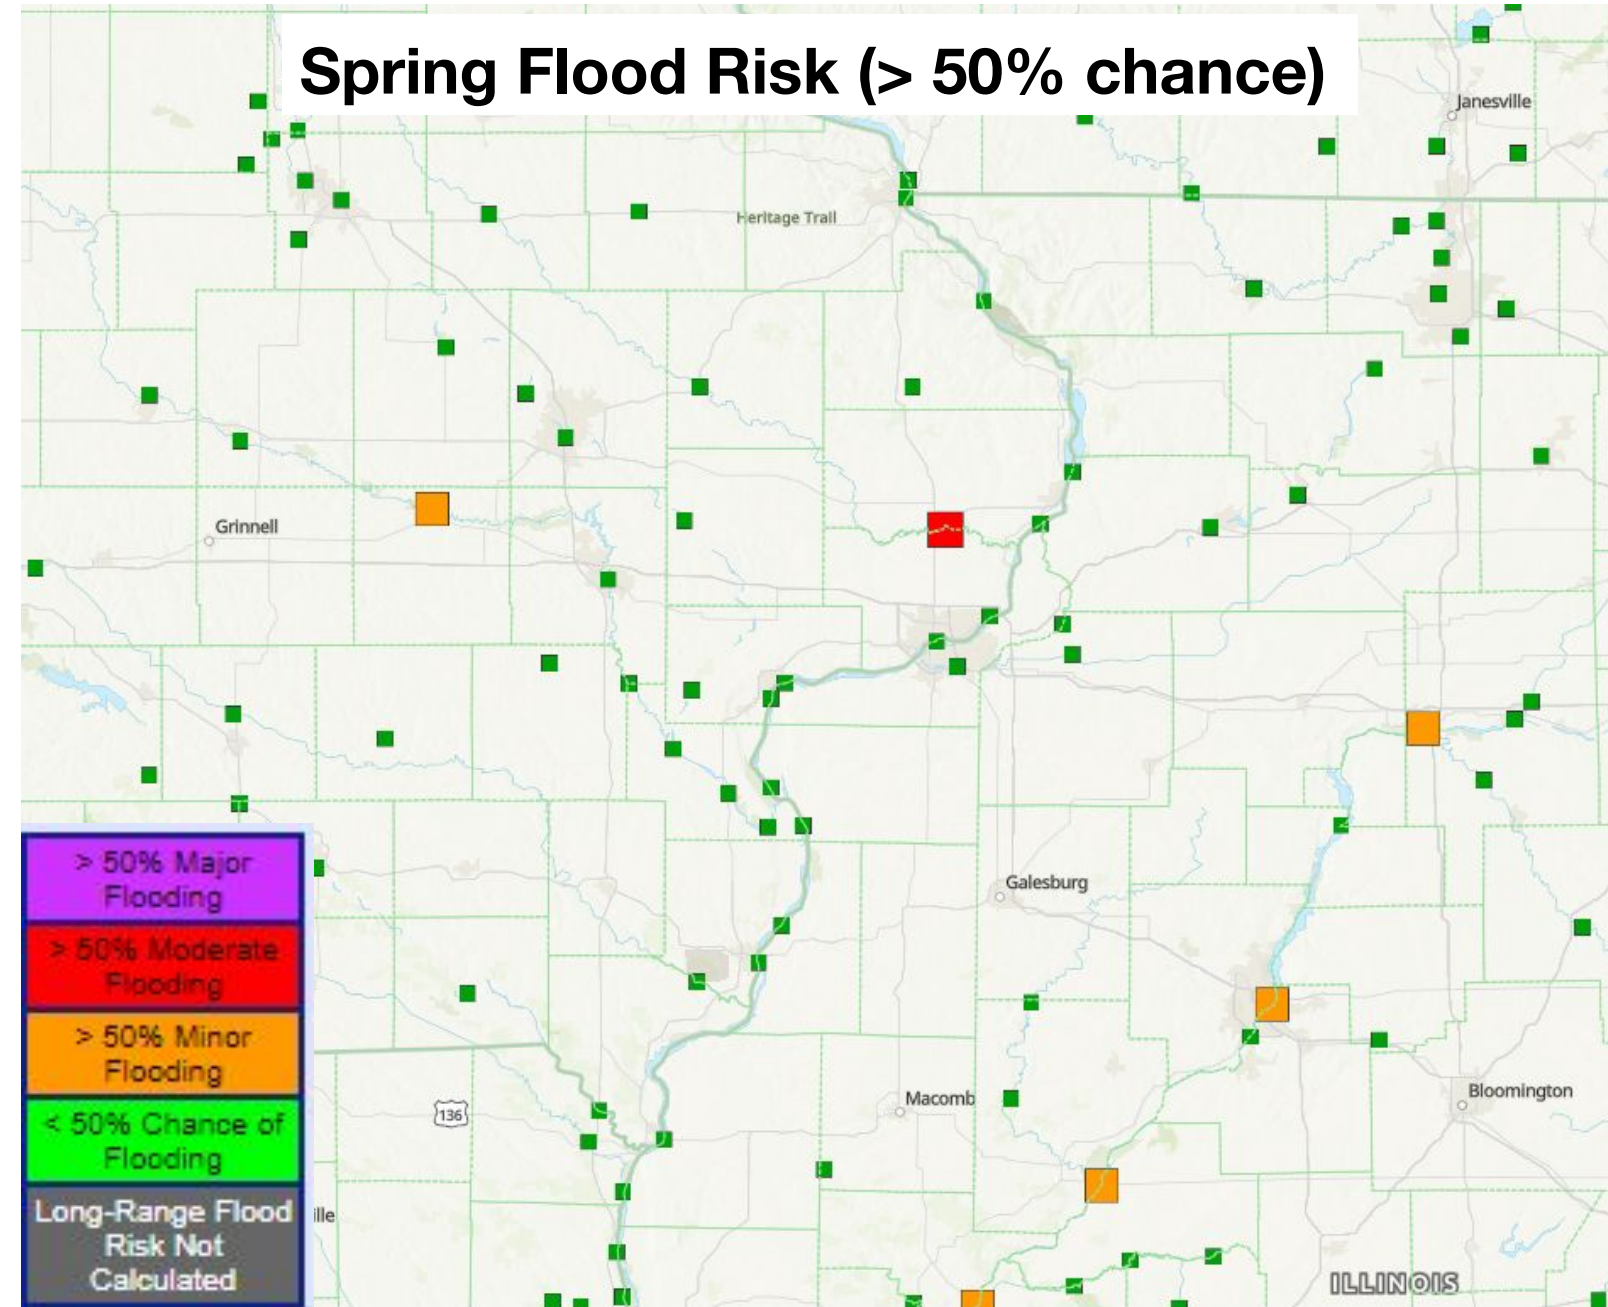 Spring Flood Risk (> 50% chance)
Janesville
Heritage Trail
Grinnell
Galesburg
> 50% Major
Flooding
> 50% Moderate
Flooding
> 50% Minor
Flooding
< 50% Chance of
Flooding
Long-Range Flood
Risk Not
Calculated
136
Macomb
Bloomington
ille
ILLINOIS